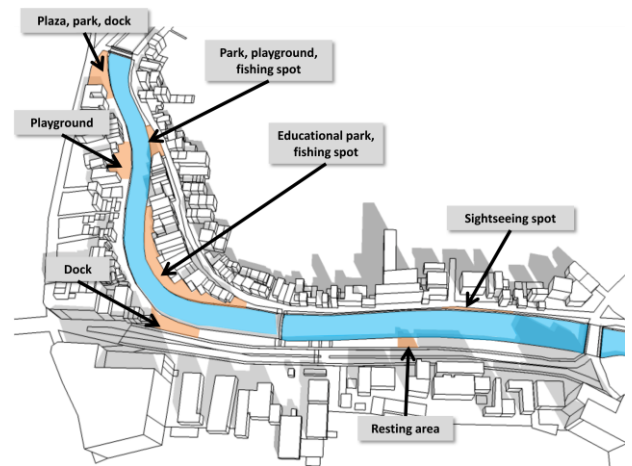 Plaza, park, dock
Park, playground,
fishing spot
Playground
Educational park,
fishing spot
Sightseeing spot
Dock
Resting area